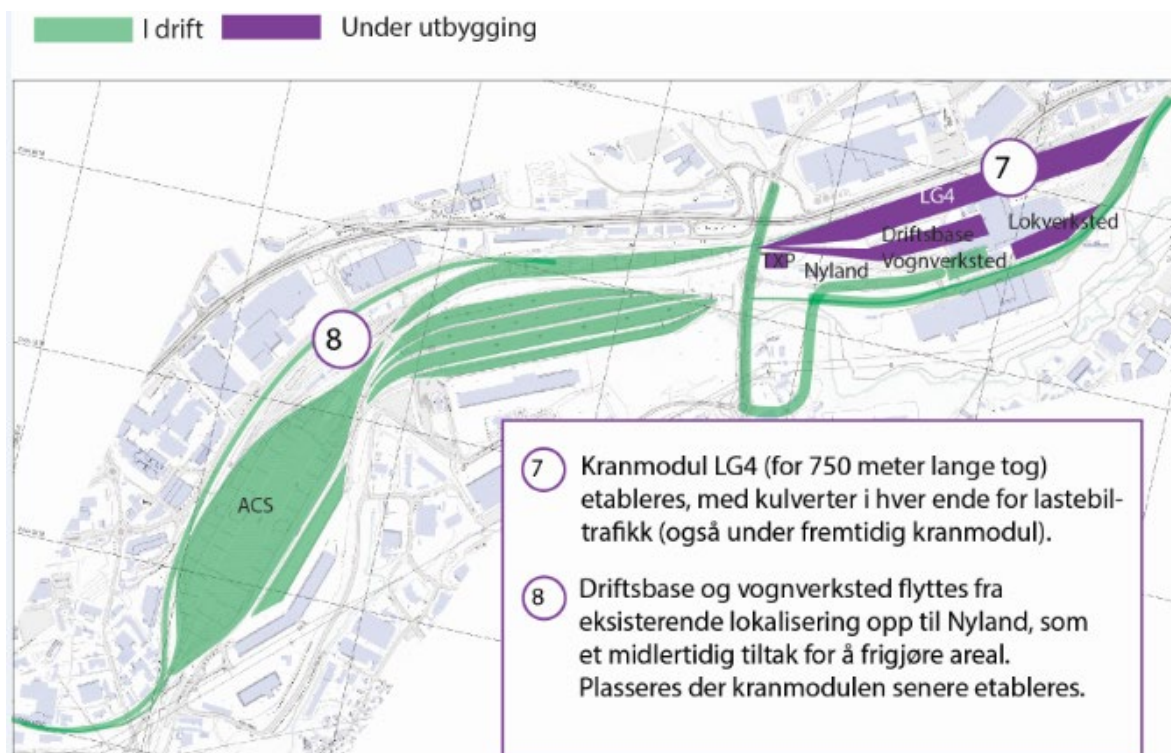 I drift
Under utbygging
7
LG4
Lokverksted
Driftsbase
TXP
Nyland
Vognverksted
8
ACS
7
Kranmodul LG4 (for 750 meter lange tog)
etableres, med kulverter i hver ende for lastebil-
trafikk (også under fremtidig kranmodul).
8
Driftsbase og vognverksted flyttes fra
eksisterende lokalisering opp til Nyland, som
et midlertidig tiltak for å frigjøre areal.
Plasseres der kranmodulen senere etableres.